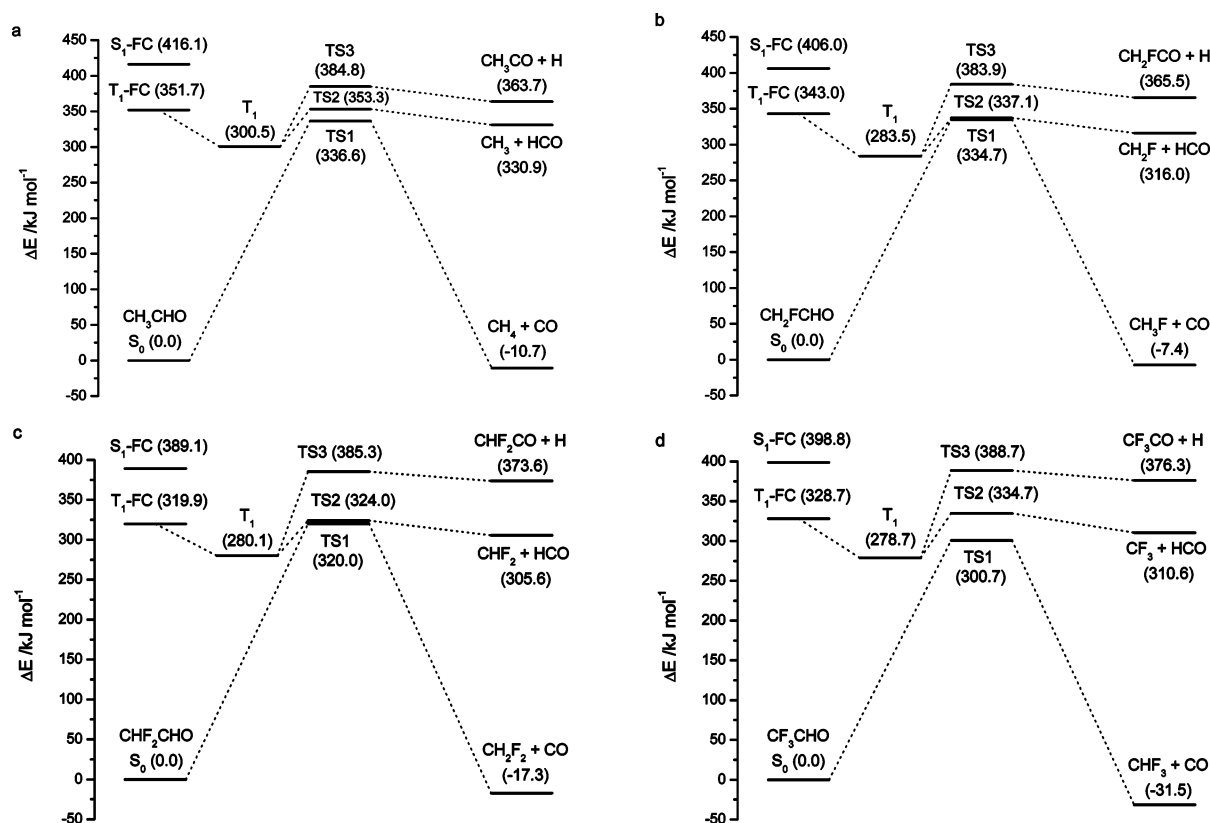 a
ΔE /kJ mol⁻¹
450
400
350
300
250
200
150
100
50
0
-50
S₁-FC (416.1)
T₁-FC (351.7)
T₁
(300.5)
TS3
(384.8)
TS2 (353.3)
TS1
(336.6)
CH₃CO + H
(363.7)
CH₃ + HCO
(330.9)
CH₃CHO
S₀ (0.0)
CH₄ + CO
(-10.7)
b
ΔE /kJ mol⁻¹
450
400
350
300
250
200
150
100
50
0
-50
S₁-FC (406.0)
T₁-FC (343.0)
T₁
(283.5)
TS3
(383.9)
TS2 (337.1)
TS1
(334.7)
CH₂FCO + H
(365.5)
CH₂F + HCO
(316.0)
CH₂FCHO
S₀ (0.0)
CH₃F + CO
(-7.4)
c
ΔE /kJ mol⁻¹
400
350
300
250
200
150
100
50
0
-50
S₁-FC (389.1)
T₁-FC (319.9)
T₁
(280.1)
TS3 (385.3)
TS2 (324.0)
TS1
(320.0)
CHF₂CO + H
(373.6)
CHF₂ + HCO
(305.6)
CHF₂CHO
S₀ (0.0)
CH₂F₂ + CO
(-17.3)
d
ΔE /kJ mol⁻¹
400
350
300
250
200
150
100
50
0
-50
S₁-FC (398.8)
T₁-FC (328.7)
T₁
(278.7)
TS3 (388.7)
TS2 (334.7)
TS1
(300.7)
CF₃CO + H
(376.3)
CF₃ + HCO
(310.6)
CF₃CHO
S₀ (0.0)
CHF₃ + CO
(-31.5)